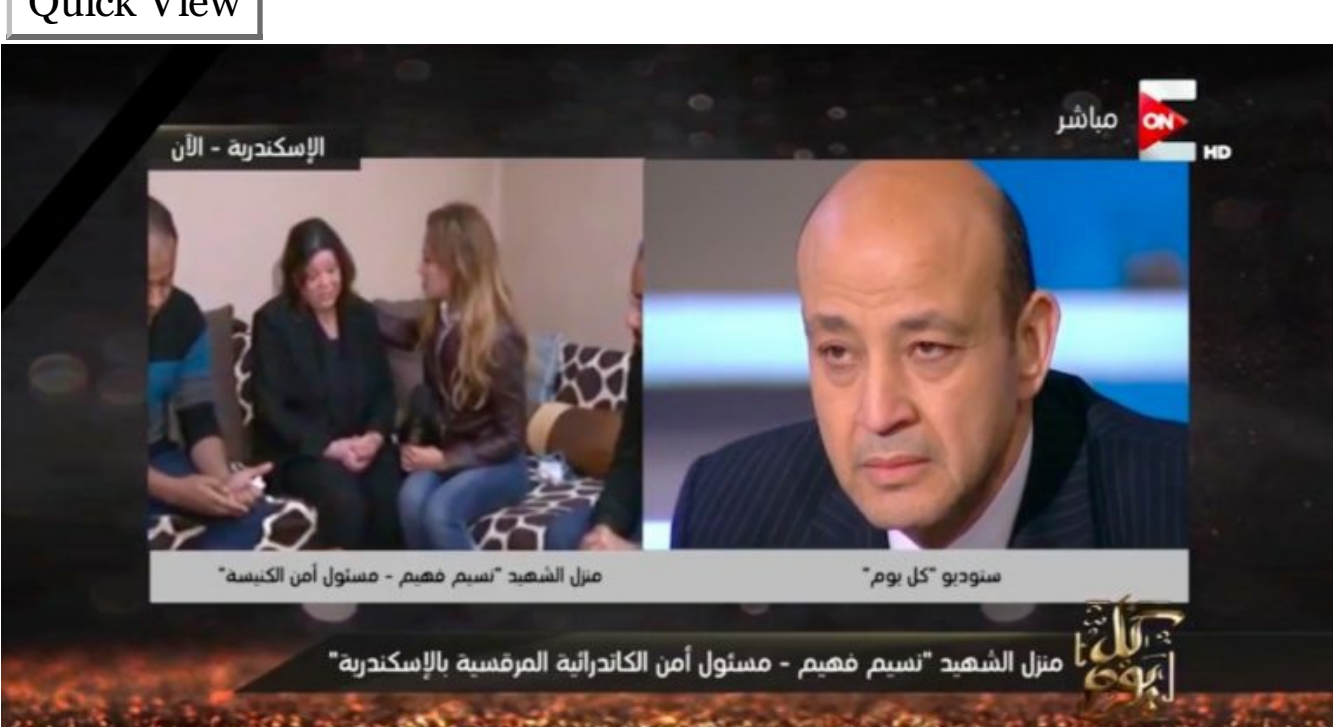 Quick View
مباشر
ON
HD
الإسكندرية - الأن
ستوديو "كل يوم"
منزل الشهيد "نسيم فهيم - مسئول أمن الكنيسة"
كل يوم
منزل الشهيد "نسيم فهيم - مسئول أمن الكاتدرائية المرقسية بالإسكندرية"